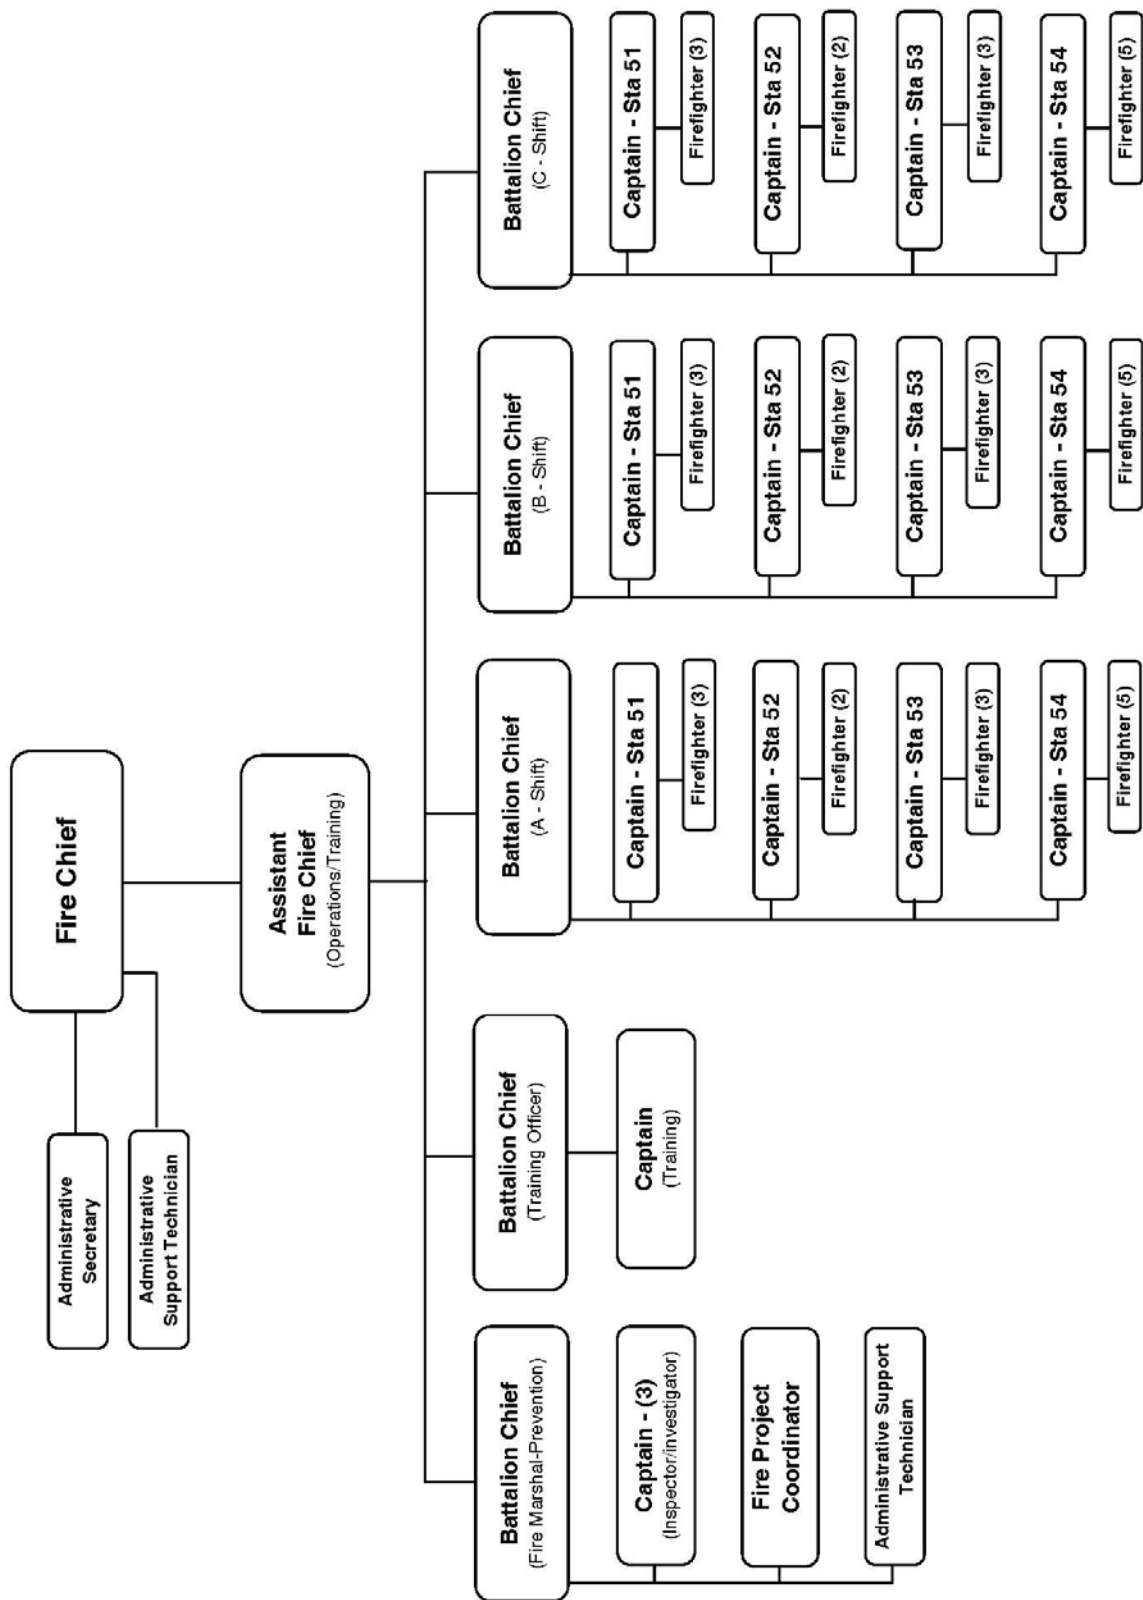 Fire Chief
Administrative
Secretary
Administrative
Support Technician
Assistant
Fire Chief
(Operations/Training)
Battalion Chief
(Fire Marshal-Prevention)
Captain - (3)
(Inspector/investigator)
Fire Project
Coordinator
Administrative Support
Technician
Battalion Chief
(Training Officer)
Captain
(Training)
Battalion Chief
(A - Shift)
Captain - Sta 51
Firefighter (3)
Captain - Sta 52
Firefighter (2)
Captain - Sta 53
Firefighter (3)
Captain - Sta 54
Firefighter (5)
Battalion Chief
(B - Shift)
Captain - Sta 51
Firefighter (3)
Captain - Sta 52
Firefighter (2)
Captain - Sta 53
Firefighter (3)
Captain - Sta 54
Firefighter (5)
Battalion Chief
(C - Shift)
Captain - Sta 51
Firefighter (3)
Captain - Sta 52
Firefighter (2)
Captain - Sta 53
Firefighter (3)
Captain - Sta 54
Firefighter (5)